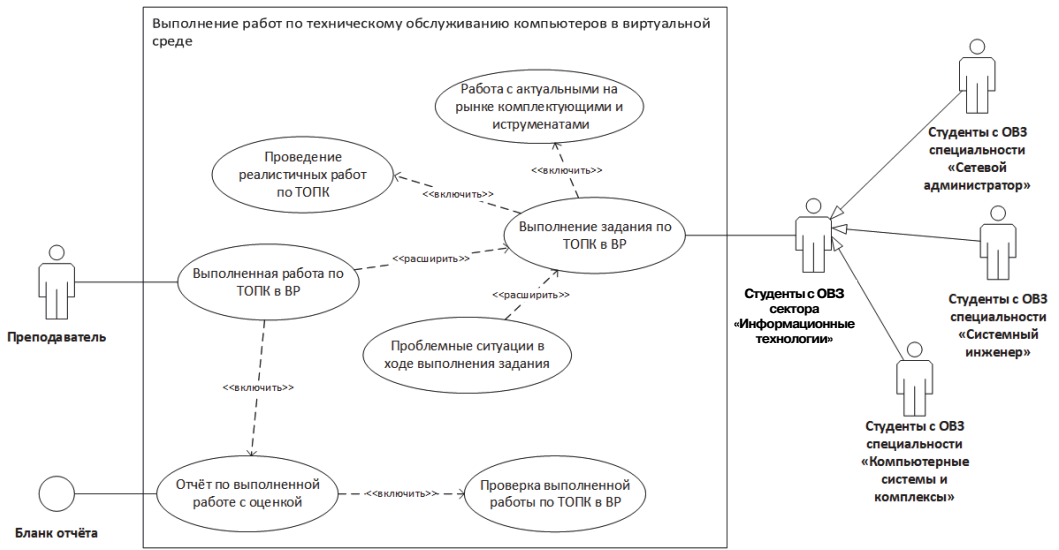 Выполнение работ по техническому обслуживанию компьютеров в виртуальной
среде
Работа с актуальными на
рынке комплектующими и
иструменатами
Проведение
реалистичных работ
по ТОПК
<<включить>>
<<включить>>
Выполнение задания по
ТОПК в ВР
<<расширить>>
Выполненная работа по
ТОПК в ВР
<<расширить>>
Проблемные ситуации в
ходе выполнения задания
<<включить>>
Отчёт по выполненной
работе с оценкой
<<включить>>
Проверка выполненной
работы по ТОПК в ВР
Преподаватель
Бланк отчёта
Студенты с ОВЗ
сектора
«Информационные
технологии»
Студенты с ОВЗ
специальности
«Сетевой
администратор»
Студенты с ОВЗ
специальности
«Системный
инженер»
Студенты с ОВЗ
специальности
«Компьютерные
системы и
комплексы»